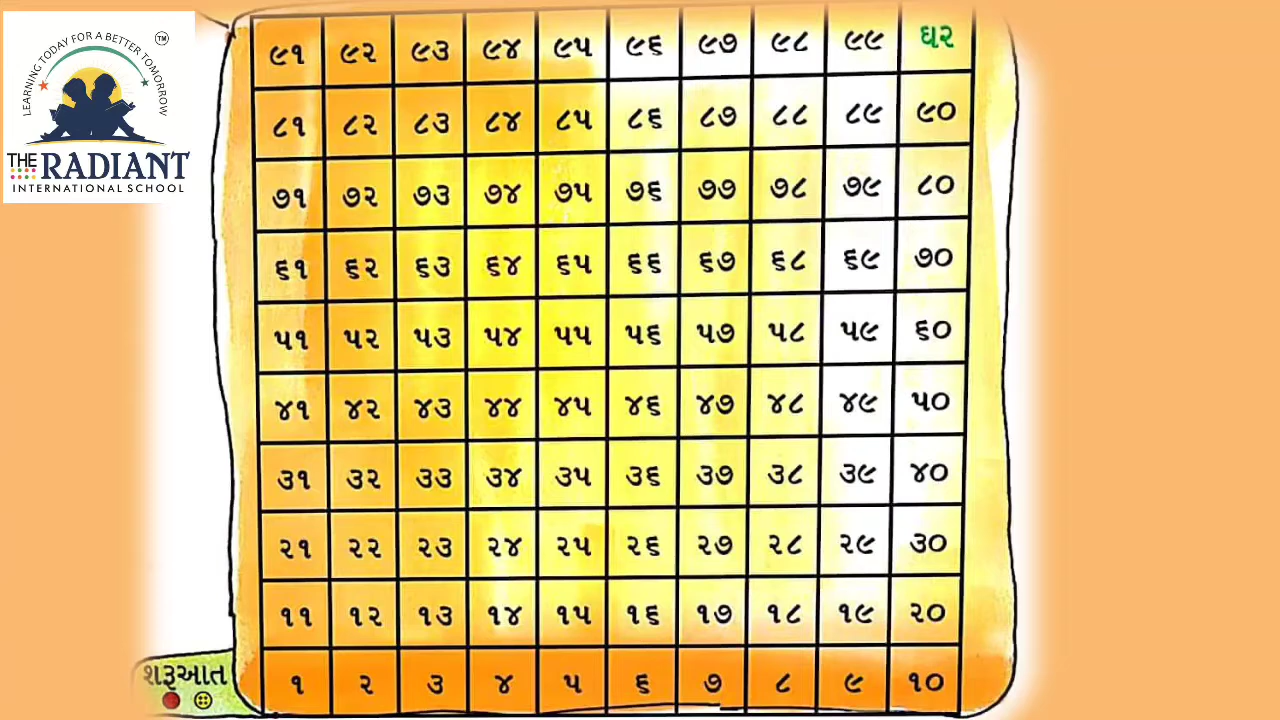 LEARNING TODAY FOR A BETTER TOMORROW
TM
THE RADIANT
INTERNATIONAL SCHOOL
૯૧ ૯૨ ૯૩ ૯૪ ૯૫ ૯૬ ૯૭ ૯૮ ૯૯ ઘર
૮૧ ૮૨ ૮૩ ૮૪ ૮૫ ૮૬ ૮૭ ૮૮ ૮૯ ૯૦
૭૧ ૭૨ ૭૩ ૭૪ ૭૫ ૭૬ ૭૭ ૭૮ ૭૯ ૮૦
૬૧ ૬૨ ૬૩ ૬૪ ૬૫ ૬૬ ૬૭ ૬૮ ૬૯ ૭૦
૫૧ ૫૨ ૫૩ ૫૪ ૫૫ ૫૬ ૫૭ ૫૮ ૫૯ ૬૦
૪૧ ૪૨ ૪૩ ૪૪ ૪૫ ૪૬ ૪૭ ૪૮ ૪૯ ૫૦
૩૧ ૩૨ ૩૩ ૩૪ ૩૫ ૩૬ ૩૭ ૩૮ ૩૯ ૪૦
૨૧ ૨૨ ૨૩ ૨૪ ૨૫ ૨૬ ૨૭ ૨૮ ૨૯ ૩૦
૧૧ ૧૨ ૧૩ ૧૪ ૧૫ ૧૬ ૧૭ ૧૮ ૧૯ ૨૦
શરૂઆત ૧ ૨ ૩ ૪ ૫ ૬ ૭ ૮ ૯ ૧૦